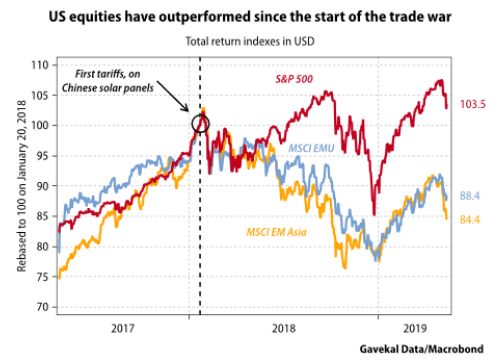 US equities have outperformed since the start of the trade war
Total return indexes in USD
Rebased to 100 on January 20, 2018
110
105
100
95
90
85
80
75
70
First tariffs, on
Chinese solar panels
S&P 500
MSCI EMU
MSCI EM Asia
103.5
88.4
84.4
2017
2018
2019
Gavekal Data/Macrobond